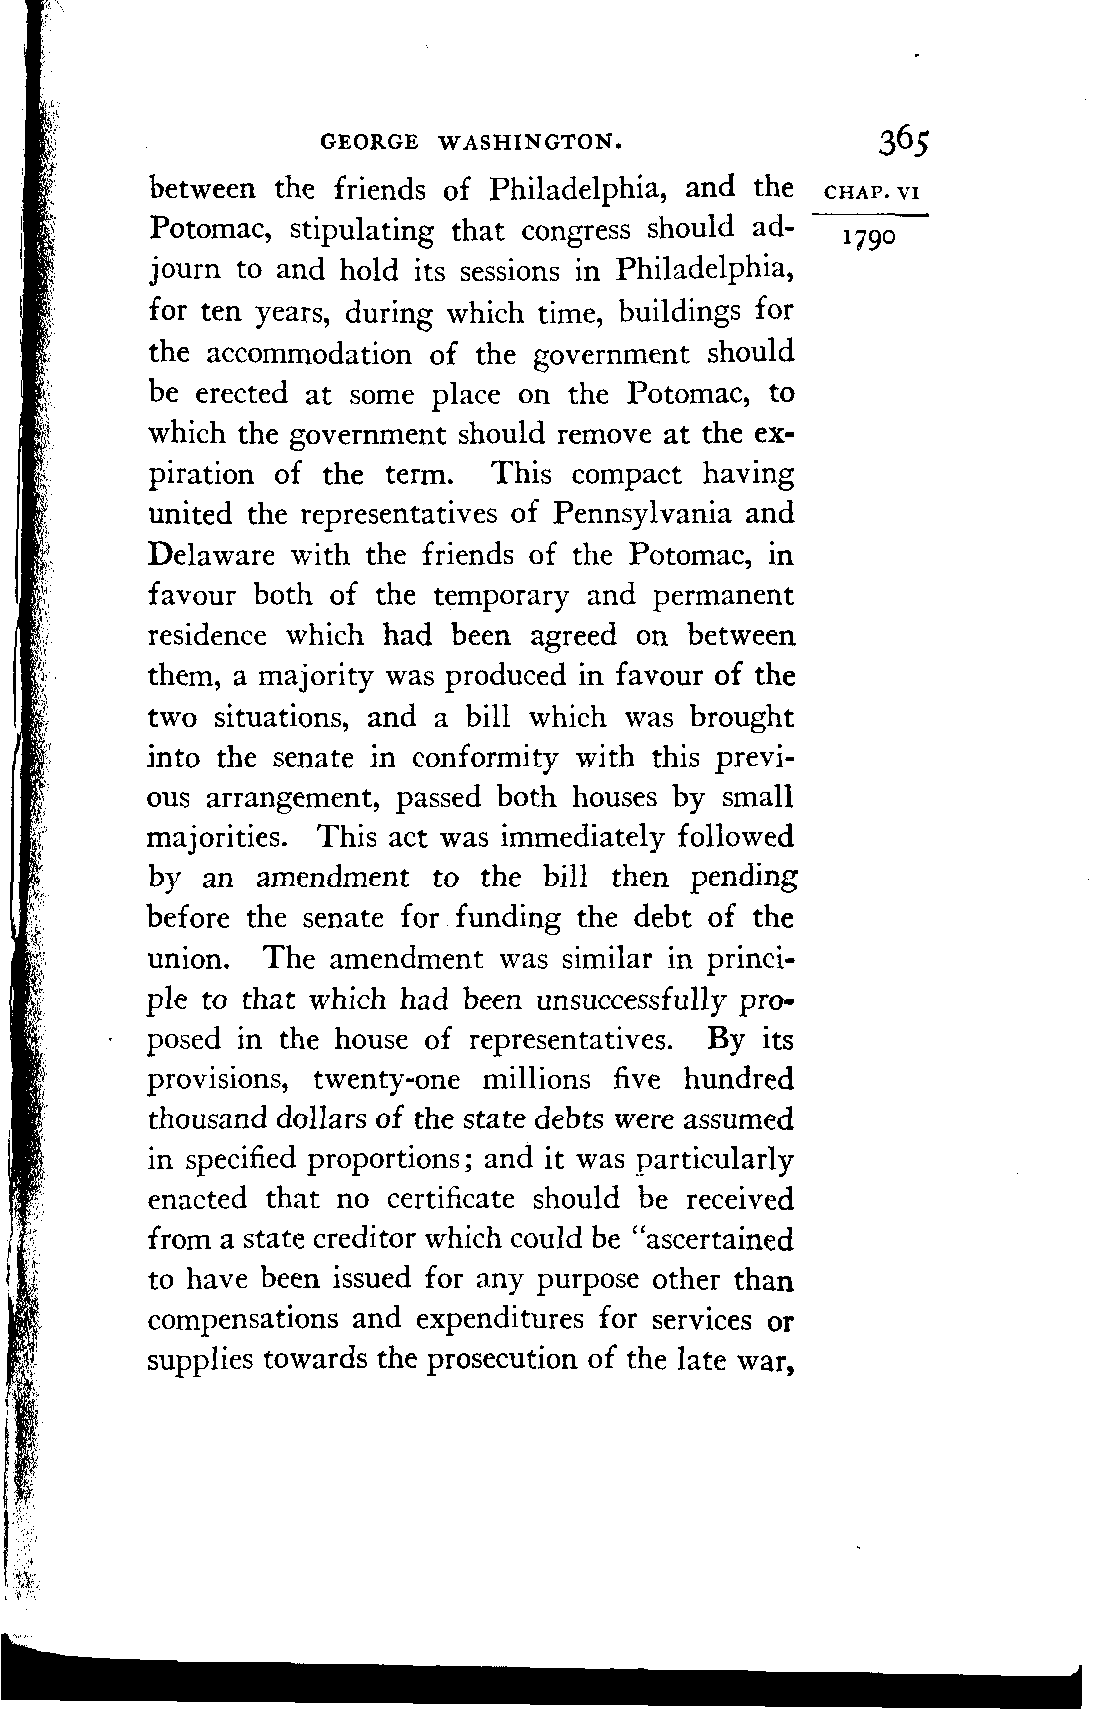 GEORGE WASHINGTON. 365
CHAP. VI
1790
between the friends of Philadelphia, and the
Potomac, stipulating that congress should ad-
journ to and hold its sessions in Philadelphia,
for ten years, during which time, buildings for
the accommodation of the government should
be erected at some place on the Potomac, to
which the government should remove at the ex-
piration of the term. This compact having
united the representatives of Pennsylvania and
Delaware with the friends of the Potomac, in
favour both of the temporary and permanent
residence which had been agreed on between
them, a majority was produced in favour of the
two situations, and a bill which was brought
into the senate in conformity with this previ-
ous arrangement, passed both houses by small
majorities. This act was immediately followed
by an amendment to the bill then pending
before the senate for funding the debt of the
union. The amendment was similar in princi-
ple to that which had been unsuccessfully pro-
posed in the house of representatives. By its
provisions, twenty-one millions five hundred
thousand dollars of the state debts were assumed
in specified proportions; and it was particularly
enacted that no certificate should be received
from a state creditor which could be "ascertained
to have been issued for any purpose other than
compensations and expenditures for services or
supplies towards the prosecution of the late war,